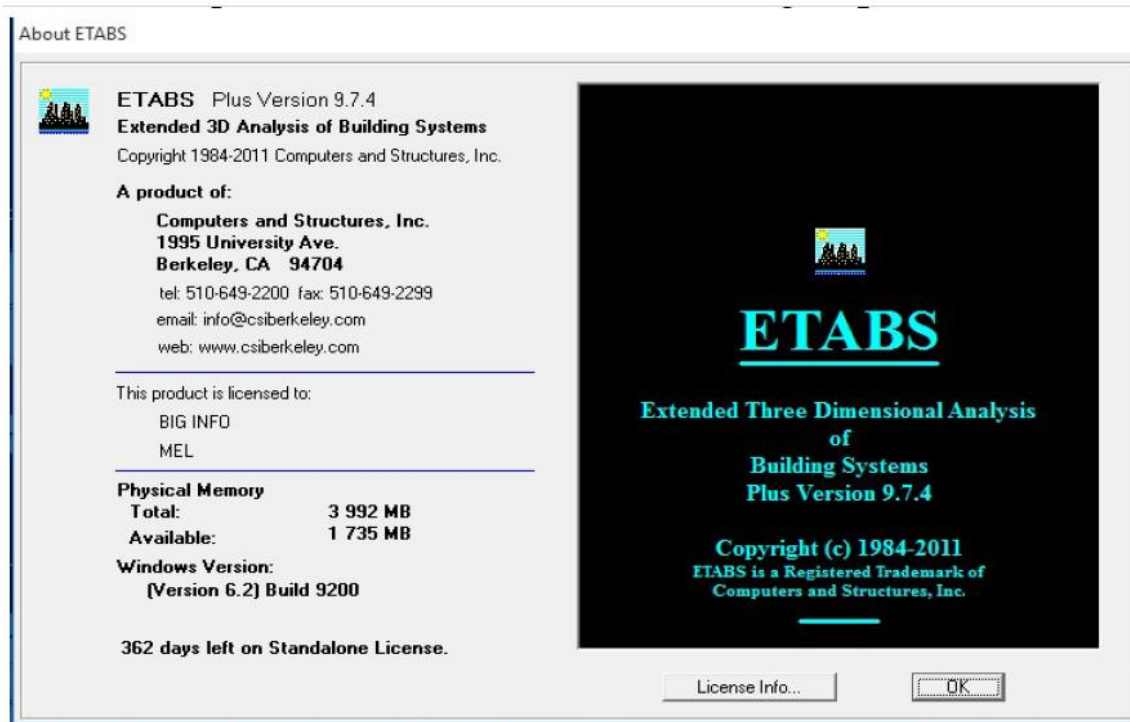 About ETABS
ETABS Plus Version 9.7.4
Extended 3D Analysis of Building Systems
Copyright 1984-2011 Computers and Structures, Inc.
A product of:
Computers and Structures, Inc.
1995 University Ave.
Berkeley, CA 94704
tel: 510-649-2200 fax: 510-649-2299
email: info@csiberkeley.com
web: www.csiberkeley.com
This product is licensed to:
BIG INFO
MEL
Physical Memory
Total: 3 992 MB
Available: 1 735 MB
Windows Version:
(Version 6.2) Build 9200
362 days left on Standalone License.
ETABS
Extended Three Dimensional Analysis
of
Building Systems
Plus Version 9.7.4
Copyright (c) 1984-2011
ETABS is a Registered Trademark of
Computers and Structures, Inc.
License Info...
OK